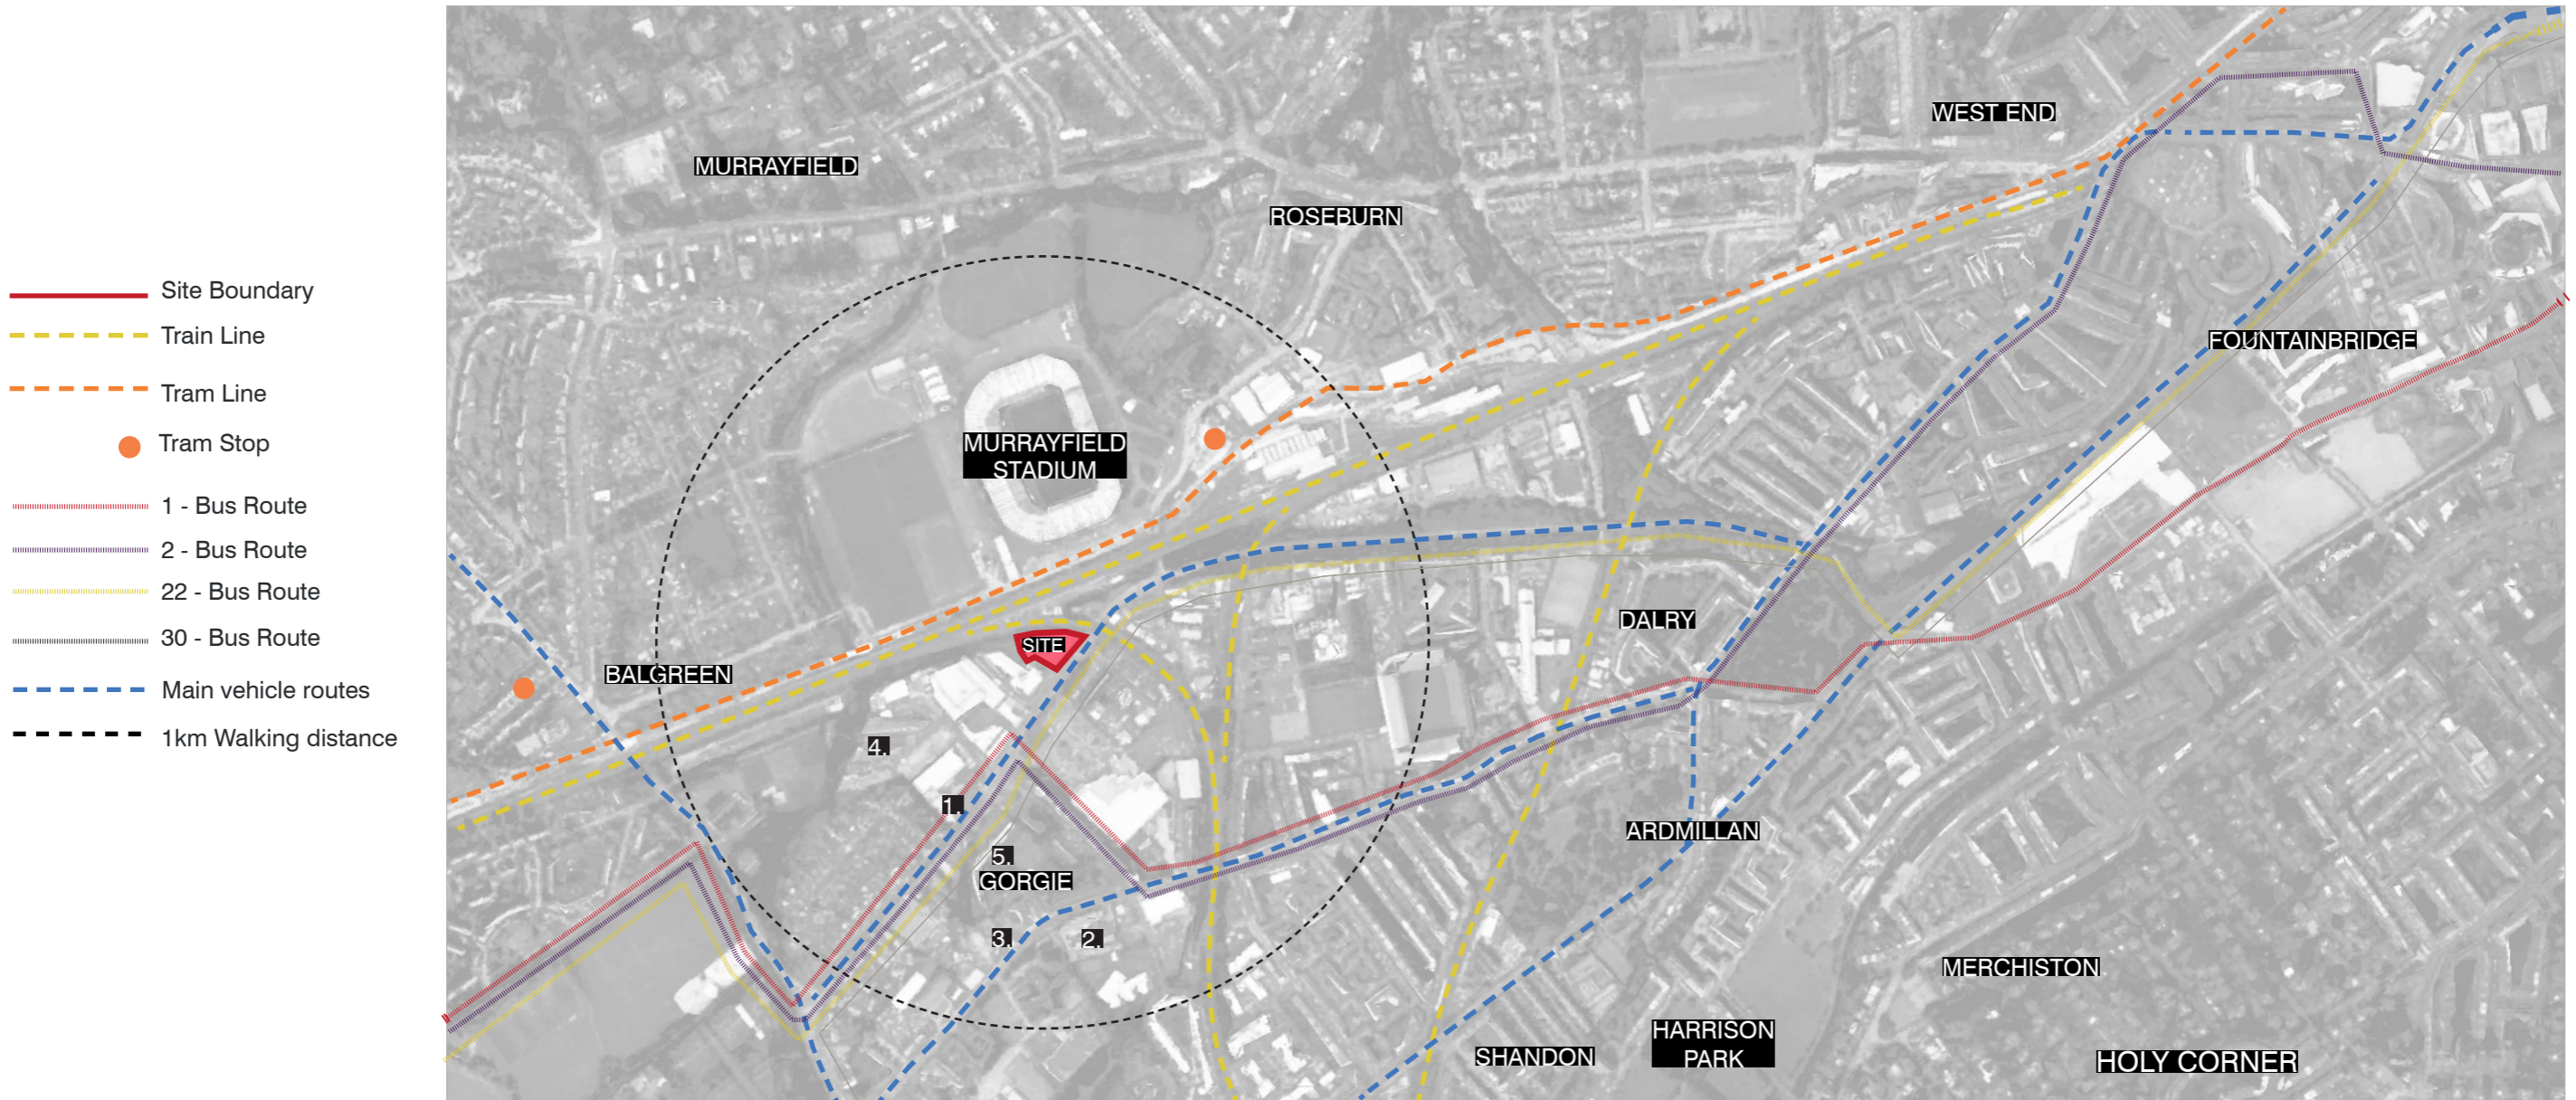 Site Boundary
Train Line
Tram Line
Tram Stop
1 - Bus Route
2 - Bus Route
22 - Bus Route
30 - Bus Route
Main vehicle routes
1km Walking distance
WEST END
MURRAYFIELD
ROSEBURN
FOUNTAINBRIDGE
MURRAYFIELD
STADIUM
DALRY
SITE
BALGREEN
4.
1.
ARDMILLAN
5.
GORGIE
3.
2.
MERCHISTON
HARRISON
PARK
SHANDON
HOLY CORNER